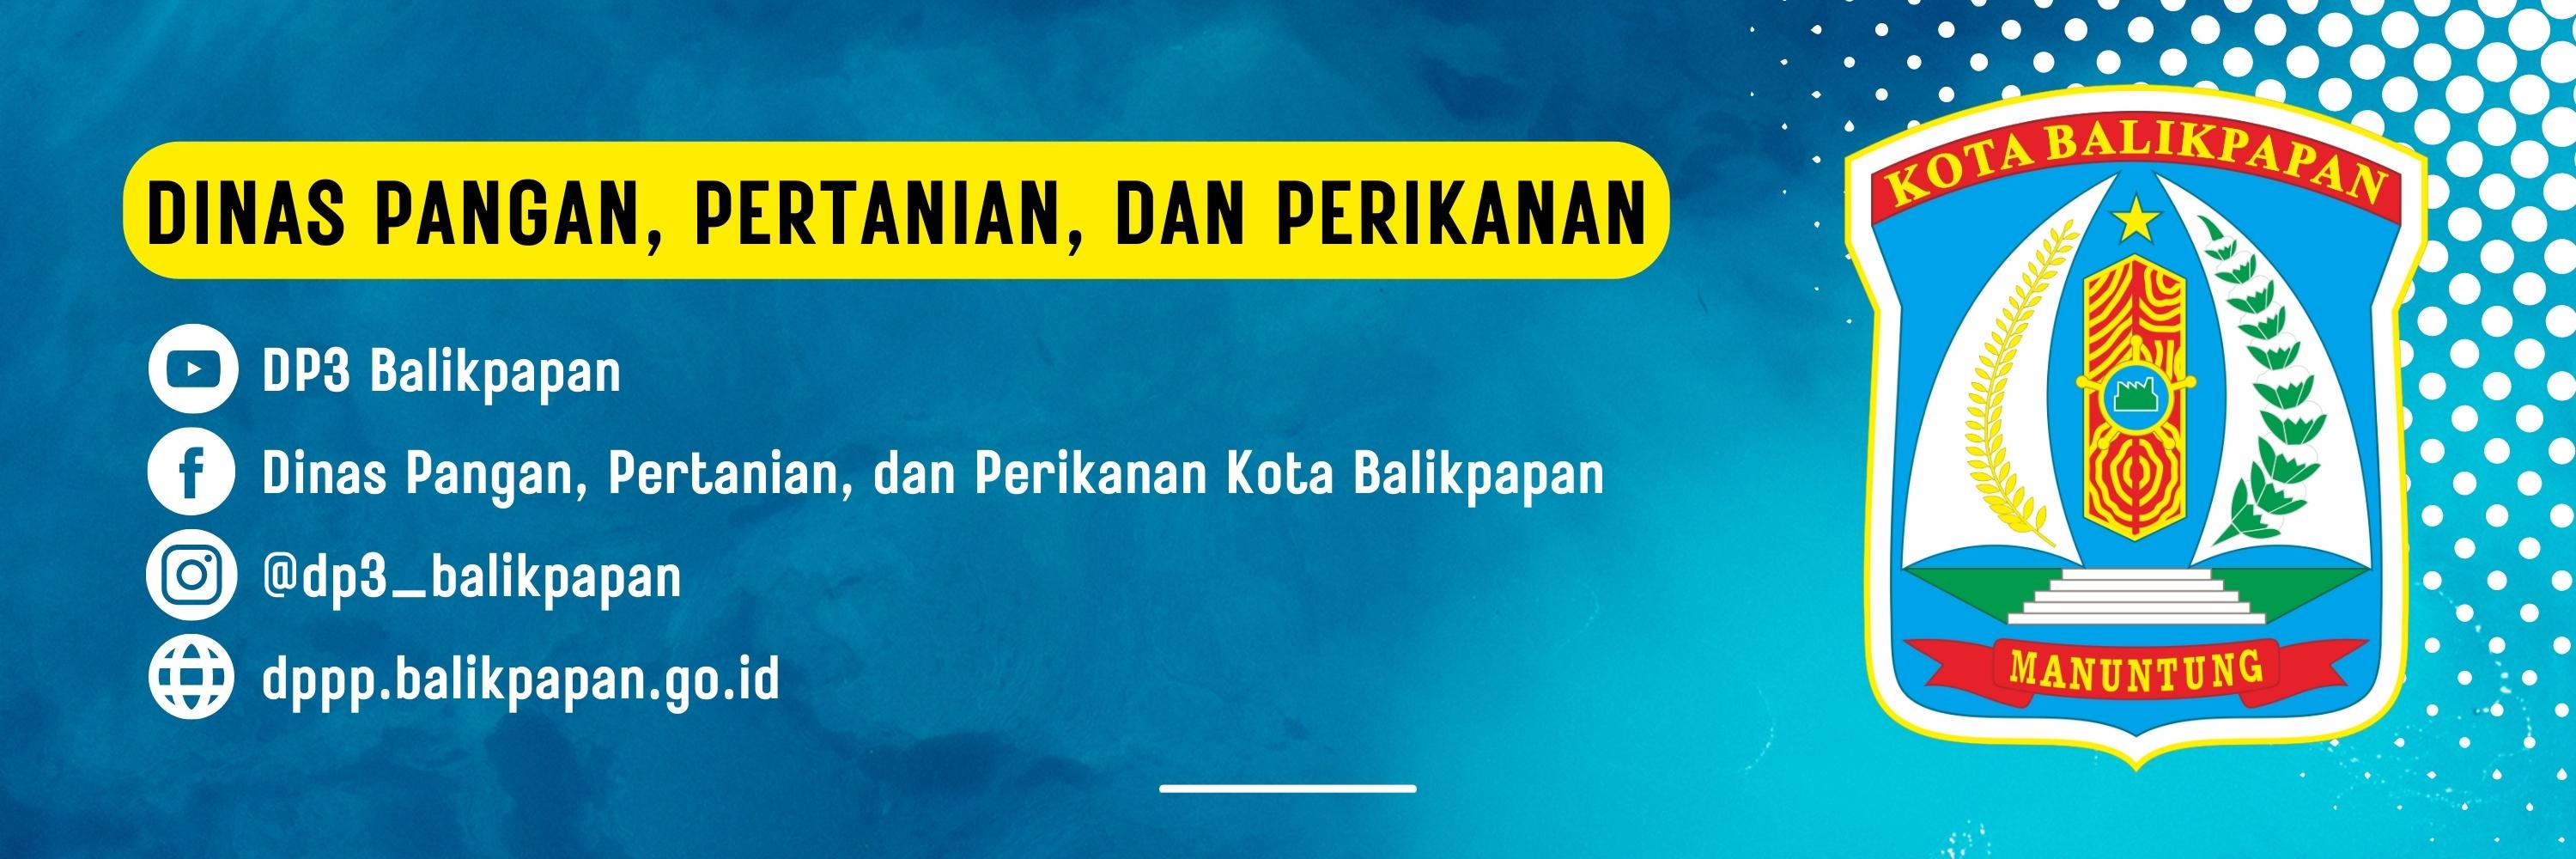 DINAS PANGAN, PERTANIAN, DAN PERIKANAN
DP3 Balikpapan
Dinas Pangan, Pertanian, dan Perikanan Kota Balikpapan
@dp3_balikpapan
dppp.balikpapan.go.id
KOTA BALIKPAPAN
MANUNTUNG